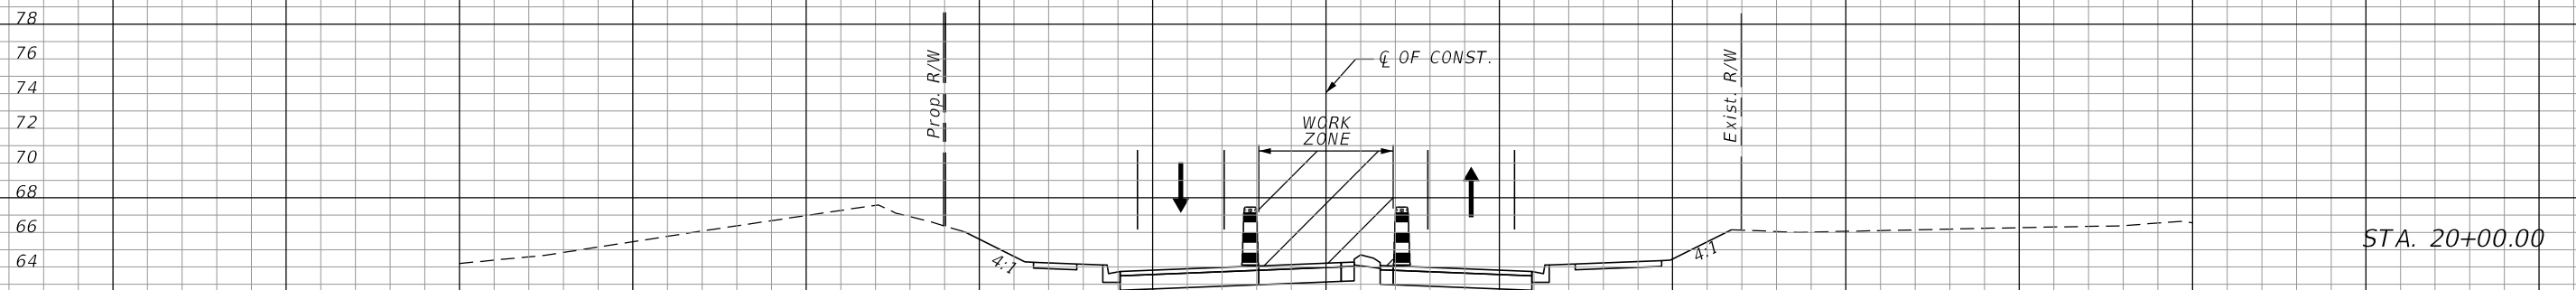 78
76
74
72
70
68
66
64
Prop. R/W
℄ OF CONST.
WORK
ZONE
Exist. R/W
4:1
4:1
STA. 20+00.00